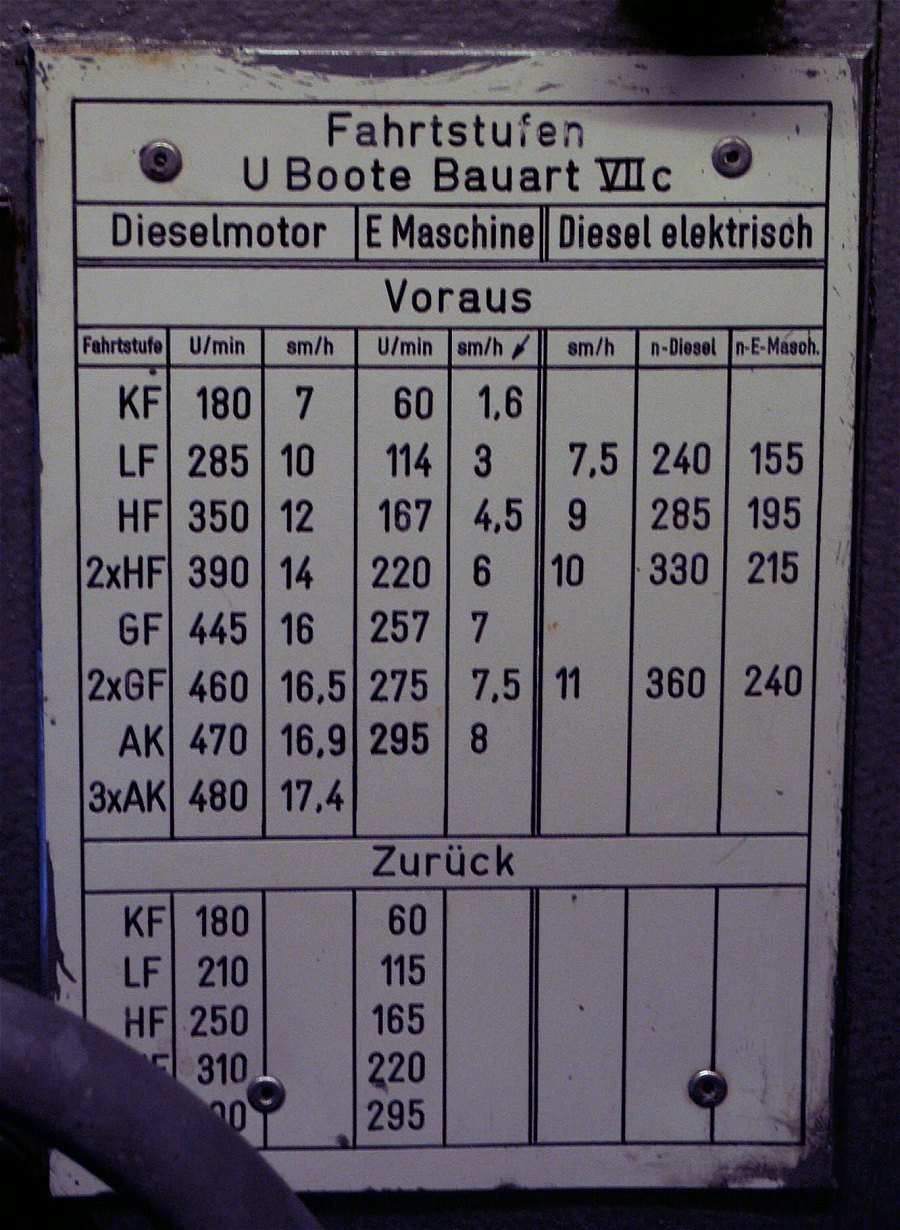 Fahrtstufen
U Boote Bauart VII c
Dieselmotor E Maschine Diesel elektrisch
Voraus
Fahrtstufe U/min sm/h U/min sm/h sm/h n-Diesel n-E-Masch.
KF 180 7 60 1,6
LF 285 10 114 3 7,5 240 155
HF 350 12 167 4,5 9 285 195
2xHF 390 14 220 6 10 330 215
GF 445 16 257 7
2xGF 460 16,5 275 7,5 11 360 240
AK 470 16,9 295 8
3xAK 480 17,4
Zurück
KF 180 60
LF 210 115
HF 250 165
310 220
295